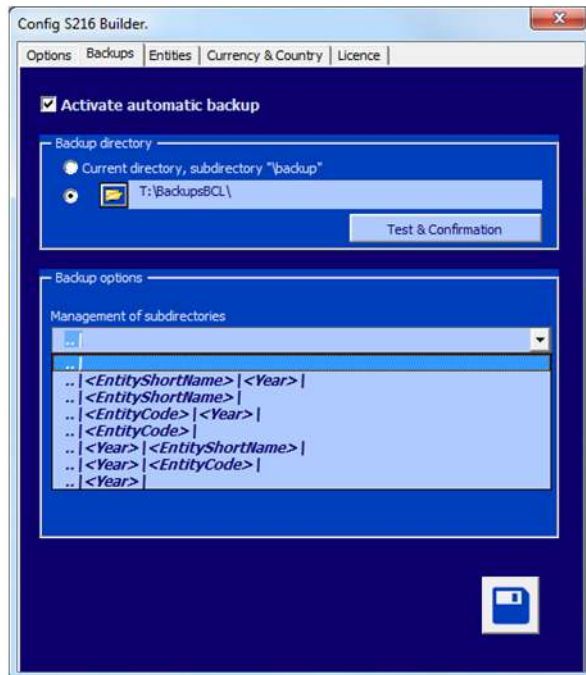 Config S216 Builder.
Options Backups Entities Currency & Country Licence
Activate automatic backup
Backup directory
Current directory, subdirectory "\backup"
T:\BackupsBCL\
Test & Confirmation
Backup options
Management of subdirectories
..|
..|
..|<EntityShortName>|<Year>|
..|<EntityShortName>|
..|<EntityCode>|<Year>|
..|<EntityCode>|
..|<Year>|<EntityShortName>|
..|<Year>|<EntityCode>|
..|<Year>|